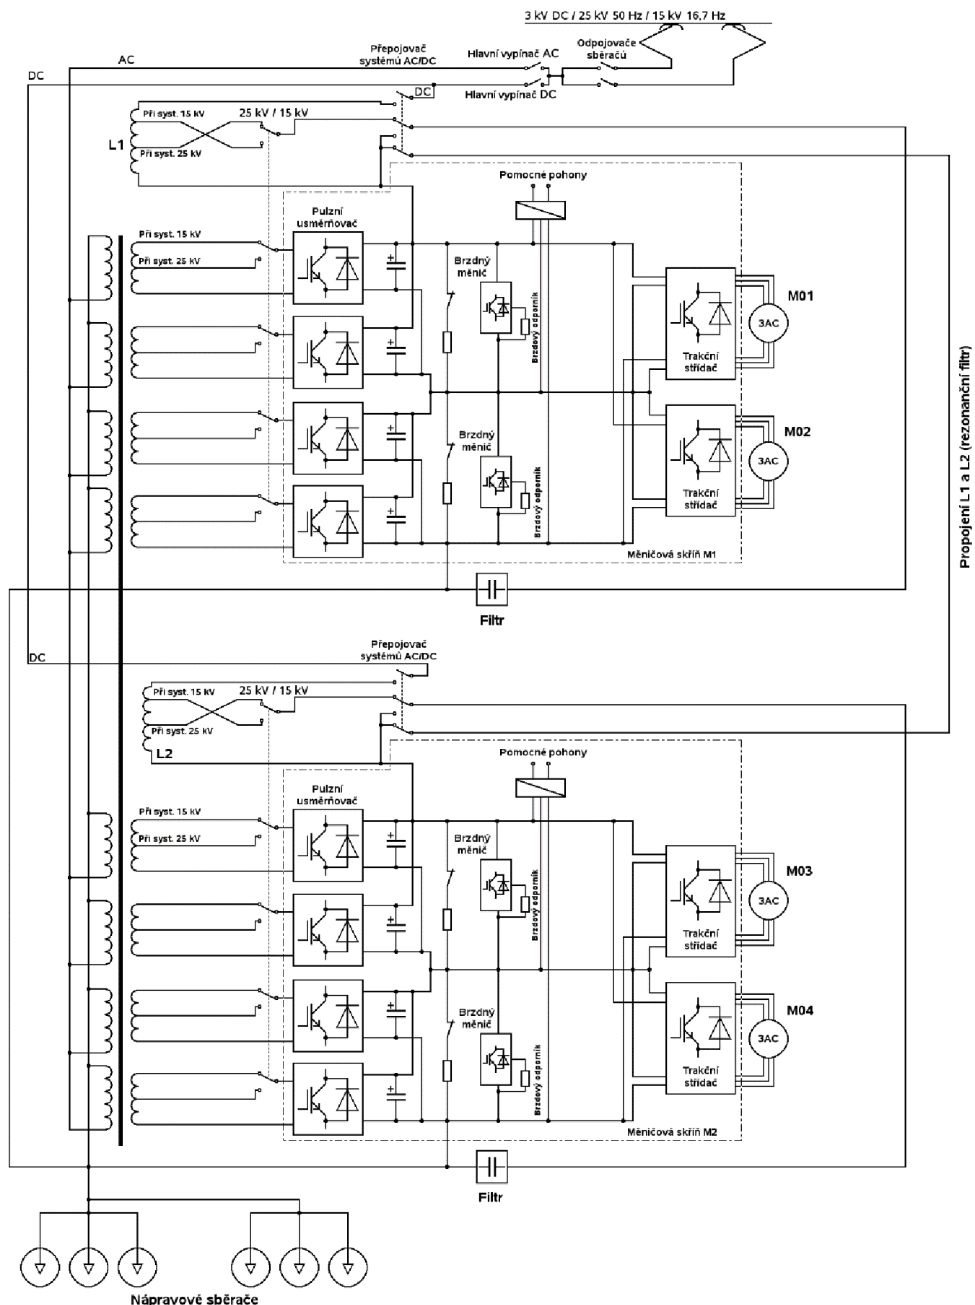 3 kV DC / 25 kV 50 Hz / 15 kV 16,7 Hz
AC
Přepojovač
systémů AC/DC
Hlavní vypínač AC
Odpojovače
sběračů
DC
DC
Hlavní vypínač DC
Při syst. 15 kV
25 kV / 15 kV
L1
Při syst. 25 kV
Pomocné pohony
Pulzní
usměrňovač
Při syst. 15 kV
Při syst. 25 kV
Brzdný
měnič
Brzdový odporník
M01
3AC
Trakční
střídač
M02
Brzdný
měnič
Brzdový odporník
3AC
Trakční
střídač
Měničová skříň M1
Propojení L1 a L2 (rezonanční filtr)
Filtr
DC
Přepojovač
systémů AC/DC
Při syst. 15 kV
25 kV / 15 kV
Při syst. 25 kV
L2
Pomocné pohony
Pulzní
usměrňovač
Při syst. 15 kV
Při syst. 25 kV
Brzdný
měnič
Brzdový odporník
M03
3AC
Trakční
střídač
M04
Brzdný
měnič
Brzdový odporník
3AC
Trakční
střídač
Měničová skříň M2
Filtr
Nápravové sběrače